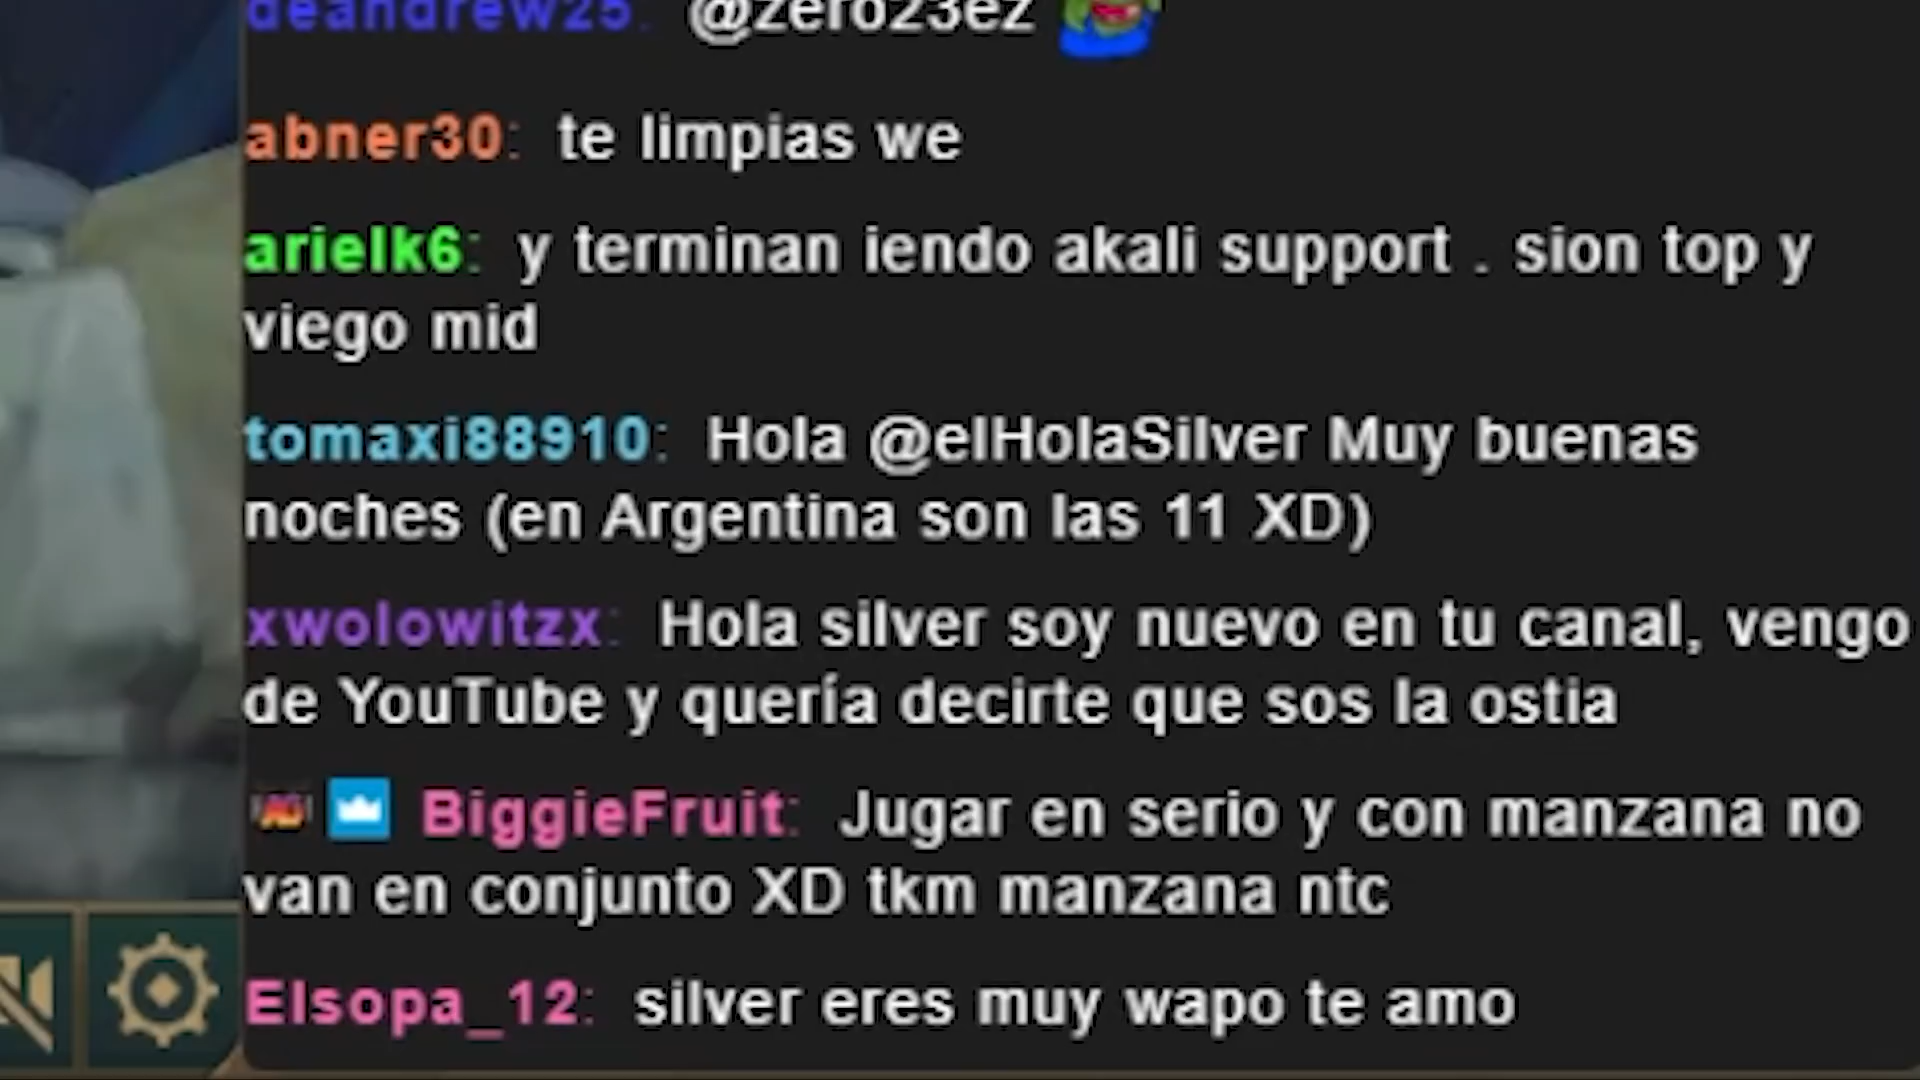 deandrew25: @zero23ez
abner30: te limpias we
arielk6: y terminan iendo akali support . sion top y
viego mid
tomaxi88910: Hola @elHolaSilver Muy buenas
noches (en Argentina son las 11 XD)
xwolowitzx: Hola silver soy nuevo en tu canal, vengo
de YouTube y quería decirte que sos la ostia
BiggieFruit: Jugar en serio y con manzana no
van en conjunto XD tkm manzana ntc
Elsopa_12: silver eres muy wapo te amo